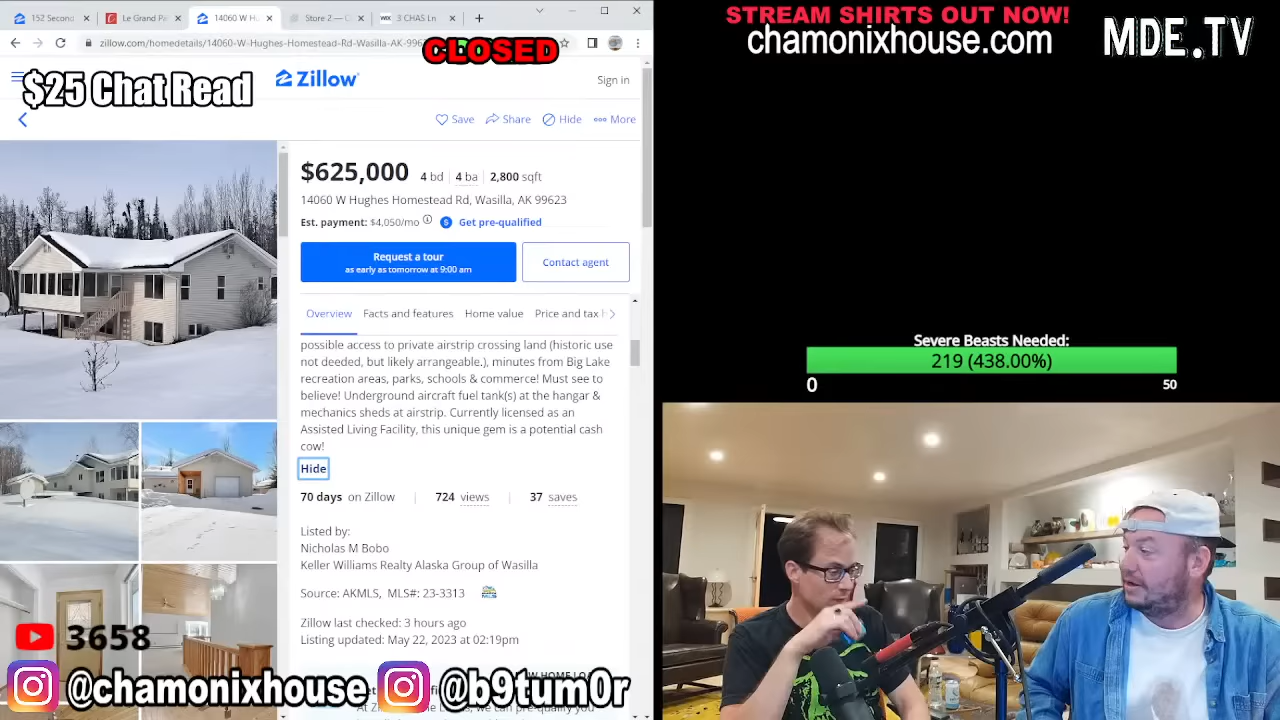 152 Second
Le Grand Pa
14060 W Hu
Store 2 — C
WIX 3 CHAS Ln
zillow.com/homedetails/14060-W-Hughes-Homestead-Rd-Wasilla-AK-996
CLOSED
$25 Chat Read
Zillow
Sign in
Save Share Hide More
$625,000 4 bd 4 ba 2,800 sqft
14060 W Hughes Homestead Rd, Wasilla, AK 99623
Est. payment: $4,050/mo $ Get pre-qualified
Request a tour
as early as tomorrow at 9:00 am
Contact agent
Overview Facts and features Home value Price and tax h
possible access to private airstrip crossing land (historic use
not deeded, but likely arrangeable.), minutes from Big Lake
recreation areas, parks, schools & commerce! Must see to
believe! Underground aircraft fuel tank(s) at the hangar &
mechanics sheds at airstrip. Currently licensed as an
Assisted Living Facility, this unique gem is a potential cash
cow!
Hide
70 days on Zillow 724 views 37 saves
Listed by:
Nicholas M Bobo
Keller Williams Realty Alaska Group of Wasilla
Source: AKMLS, MLS#: 23-3313
Zillow last checked: 3 hours ago
Listing updated: May 22, 2023 at 02:19pm
3658
@chamonixhouse @b9tum0r
STREAM SHIRTS OUT NOW!
chamonixhouse.com
MDE.TV
Severe Beasts Needed:
219 (438.00%)
0 50